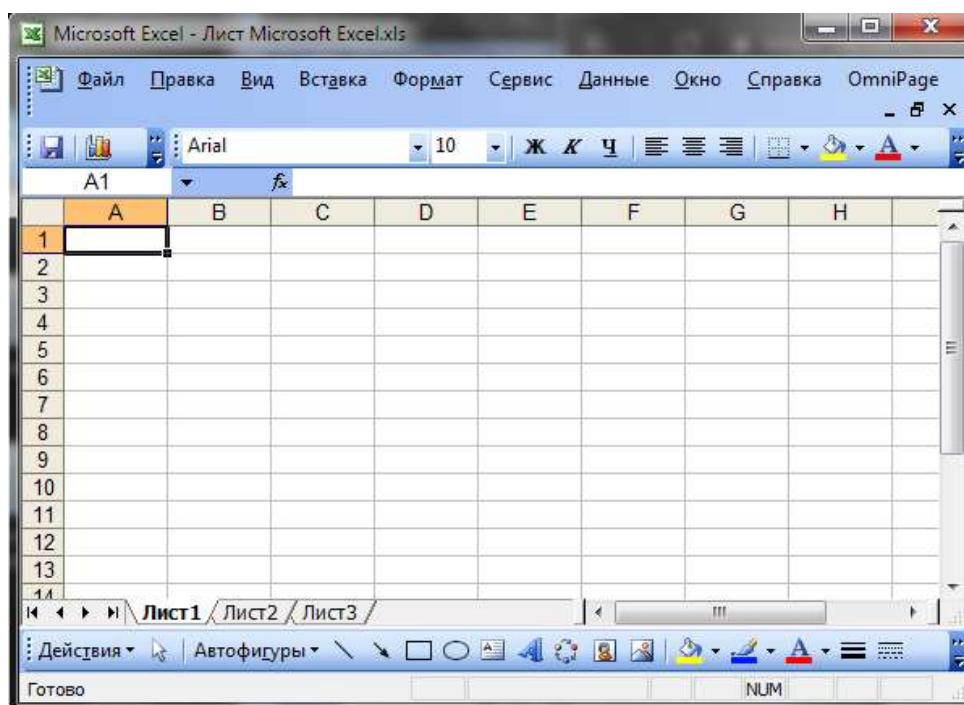 Microsoft Excel - Лист Microsoft Excel.xls
Файл Правка Вид Вставка Формат Сервис Данные Окно Справка OmniPage
Arial 10 Ж К Ч A
A1 fx
A B C D E F G H
1
2
3
4
5
6
7
8
9
10
11
12
13
14
Лист1 Лист2 Лист3
Действия Автофигуры A A
Готово NUM